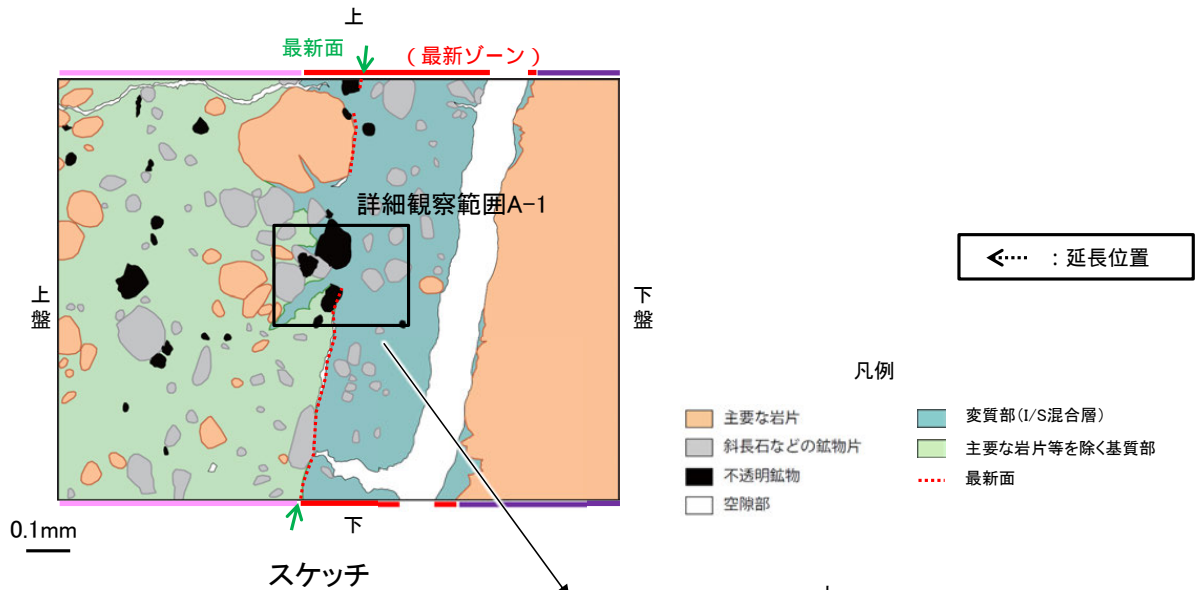 上
最新面
(最新ゾーン)
詳細観察範囲A-1
上盤
下盤
:延長位置
凡例
主要な岩片
斜長石などの鉱物片
不透明鉱物
空隙部
変質部(I/S混合層)
主要な岩片等を除く基質部
最新面
0.1mm
下
スケッチ